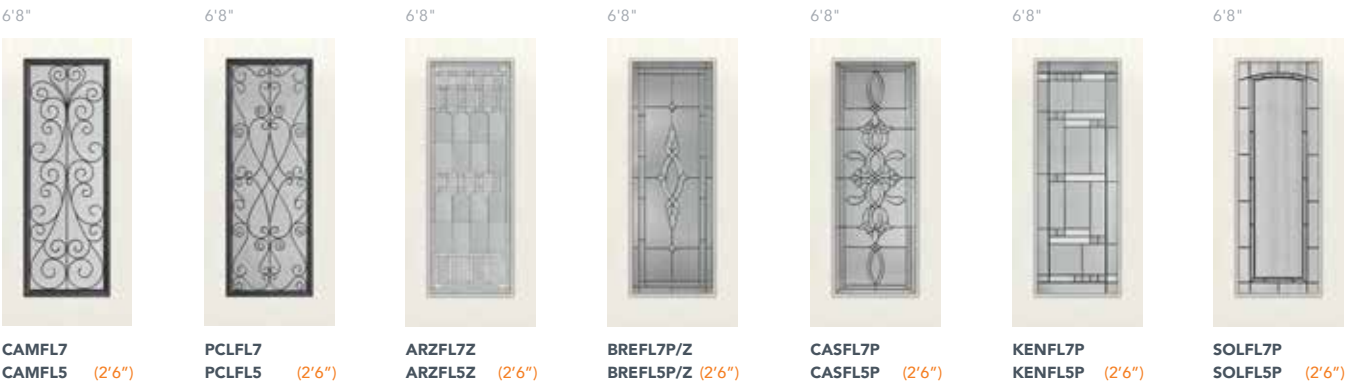 6'8" 6'8" 6'8" 6'8" 6'8" 6'8" 6'8"
CAMFL7 PCLFL7 ARZFL7Z BREFL7P/Z CASFL7P KENFL7P SOLFL7P
CAMFL5 (2'6") PCLFL5 (2'6") ARZFL5Z (2'6") BREFL5P/Z (2'6") CASFL5P (2'6") KENFL5P (2'6") SOLFL5P (2'6")